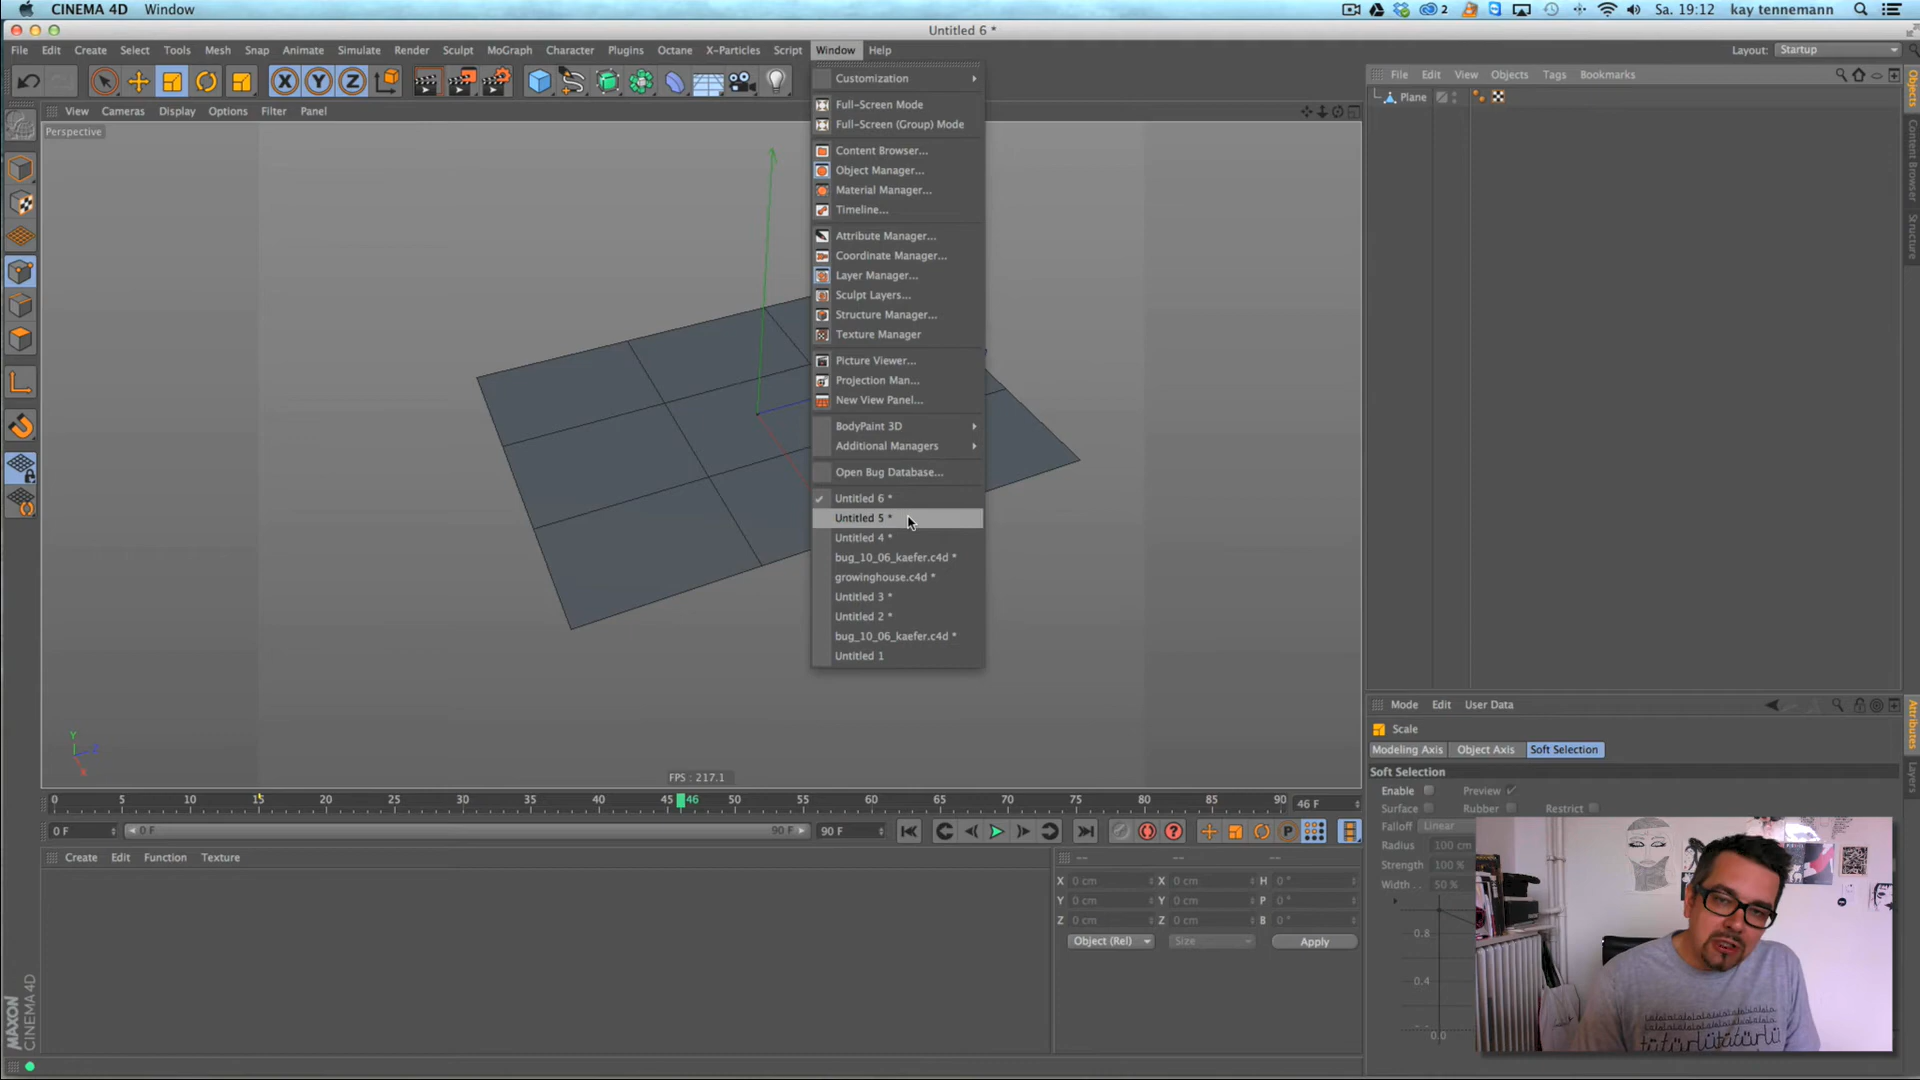 CINEMA 4D Window
2 Sa. 19:12 kay tennemann
Untitled 6 *
File Edit Create Select Tools Mesh Snap Animate Simulate Render Sculpt MoGraph Character Plugins Octane X-Particles Script Window Help
Layout: Startup
X Y Z
View Cameras Display Options Filter Panel
Perspective
Customization
Full-Screen Mode
Full-Screen (Group) Mode
Content Browser...
Object Manager...
Material Manager...
Timeline...
Attribute Manager...
Coordinate Manager...
Layer Manager...
Sculpt Layers...
Structure Manager...
Texture Manager
Picture Viewer...
Projection Man...
New View Panel...
BodyPaint 3D
Additional Managers
Open Bug Database...
Untitled 6 *
Untitled 5 *
Untitled 4 *
bug_10_06_kaefer.c4d *
growinghouse.c4d *
Untitled 3 *
Untitled 2 *
bug_10_06_kaefer.c4d *
Untitled 1
Y
Z
X
FPS : 217.1
File Edit View Objects Tags Bookmarks
Plane
Objects
Content Browser
Structure
Mode Edit User Data
Scale
Modeling Axis Object Axis Soft Selection
Soft Selection
Enable Preview
Surface Rubber Restrict
Falloff Linear
Radius 100 cm
Strength 100 %
Width . . 50 %
0.8
0.4
0.0
Attributes
Layers
0 5 10 15 20 25 30 35 40 45 46 50 55 60 65 70 75 80 85 90 46 F
0 F 0 F 90 F 90 F
P
Create Edit Function Texture
-- -- --
X 0 cm X 0 cm H 0 °
Y 0 cm Y 0 cm P 0 °
Z 0 cm Z 0 cm B 0 °
Object (Rel) Size Apply
MAXON
CINEMA 4D